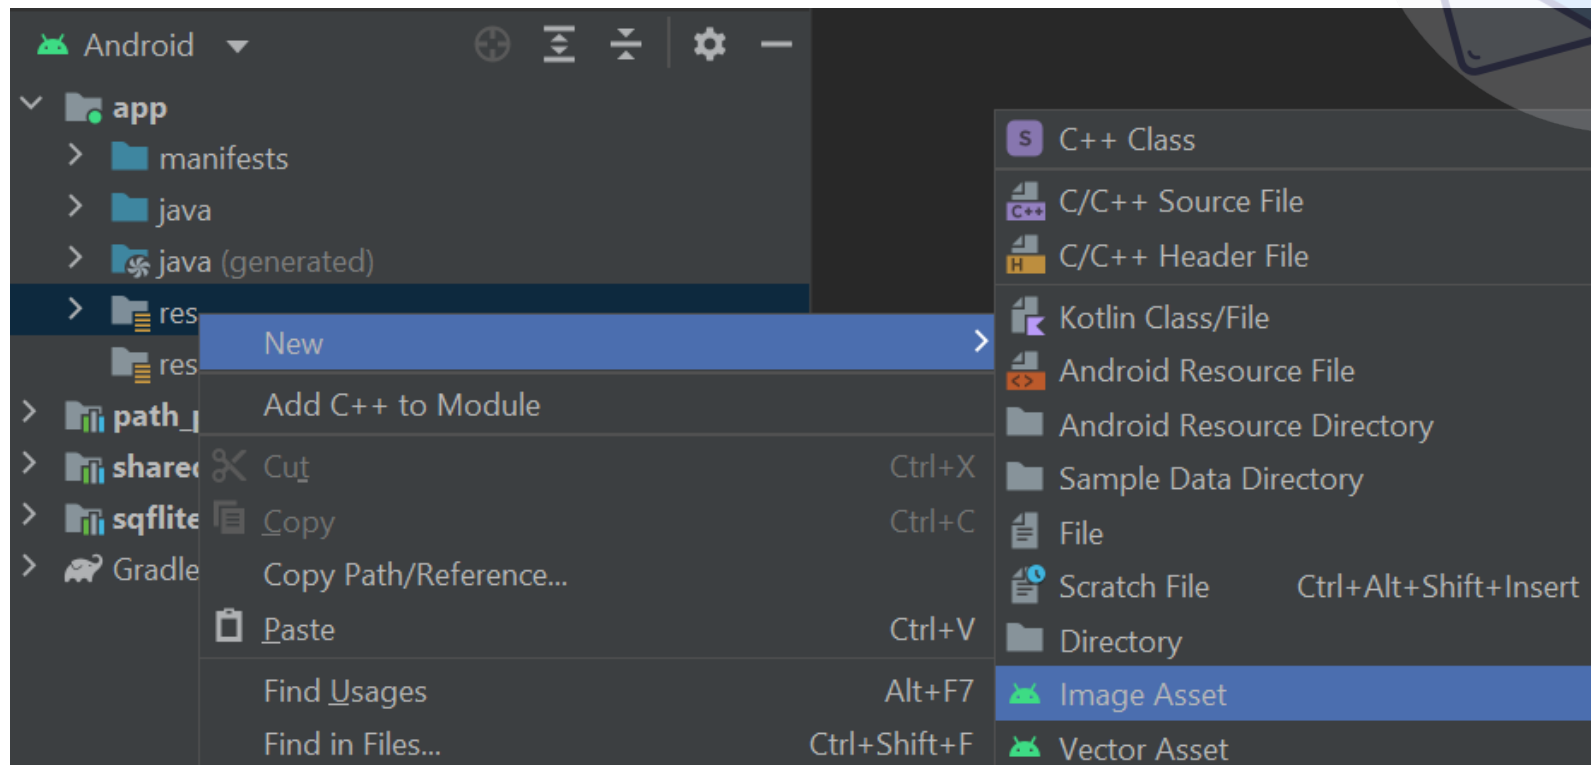 Android
app
manifests
java
java (generated)
res
res
path_p
shared
sqflite
Gradle
New
Add C++ to Module
Cut Ctrl+X
Copy Ctrl+C
Copy Path/Reference...
Paste Ctrl+V
Find Usages Alt+F7
Find in Files... Ctrl+Shift+F
S C++ Class
C++ C/C++ Source File
H C/C++ Header File
Kotlin Class/File
<> Android Resource File
Android Resource Directory
Sample Data Directory
File
Scratch File Ctrl+Alt+Shift+Insert
Directory
Image Asset
Vector Asset